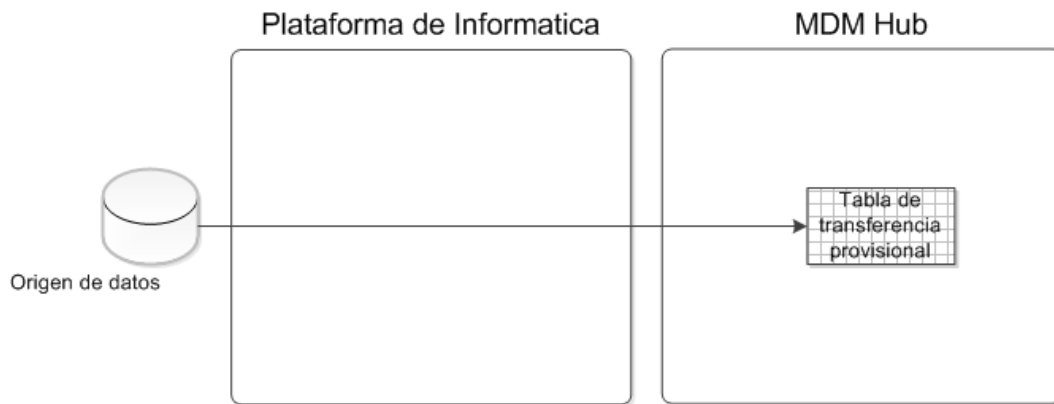 Plataforma de Informatica
MDM Hub
Tabla de
transferencia
provisional
Origen de datos